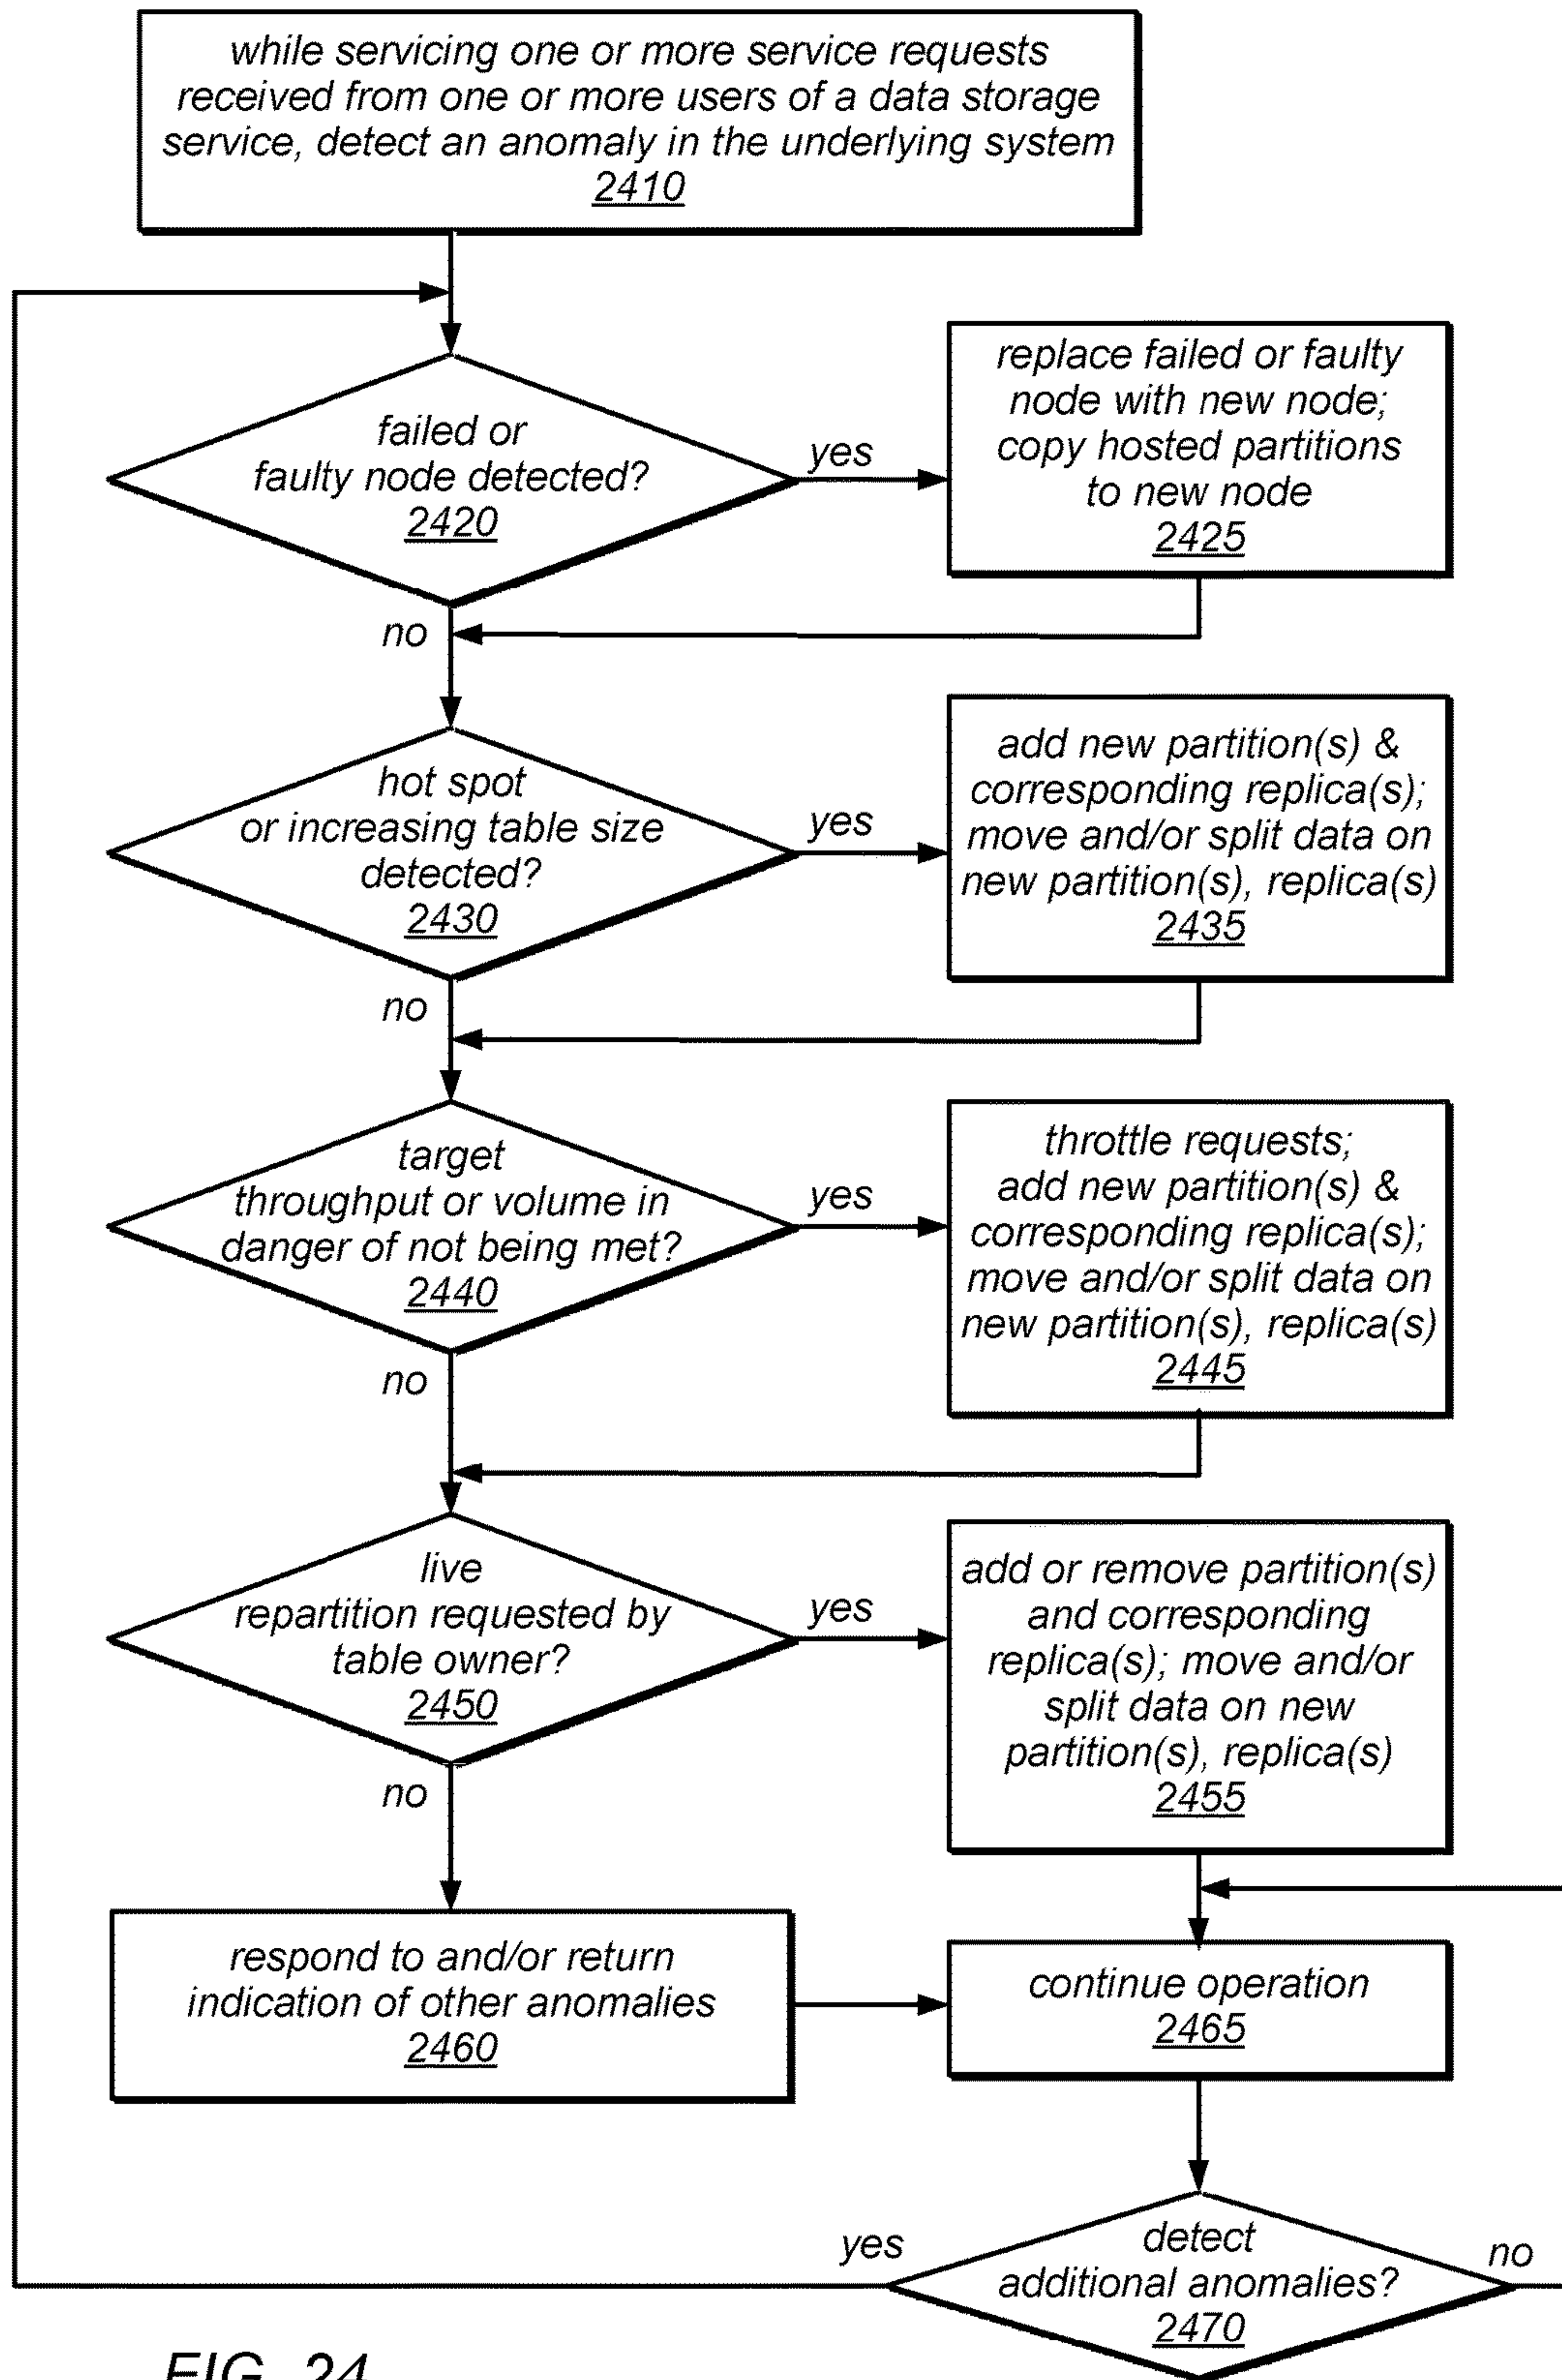 while servicing one or more service requests
received from one or more users of a data storage
service, detect an anomaly in the underlying system
2410
failed or
faulty node detected?
2420
yes
replace failed or faulty
node with new node;
copy hosted partitions
to new node
2425
no
hot spot
or increasing table size
detected?
2430
yes
add new partition(s) &
corresponding replica(s);
move and/or split data on
new partition(s), replica(s)
2435
no
target
throughput or volume in
danger of not being met?
2440
yes
throttle requests;
add new partition(s) &
corresponding replica(s);
move and/or split data on
new partition(s), replica(s)
2445
no
live
repartition requested by
table owner?
2450
yes
add or remove partition(s)
and corresponding
replica(s); move and/or
split data on new
partition(s), replica(s)
2455
no
respond to and/or return
indication of other anomalies
2460
continue operation
2465
yes
detect
additional anomalies?
2470
no
FIG. 24